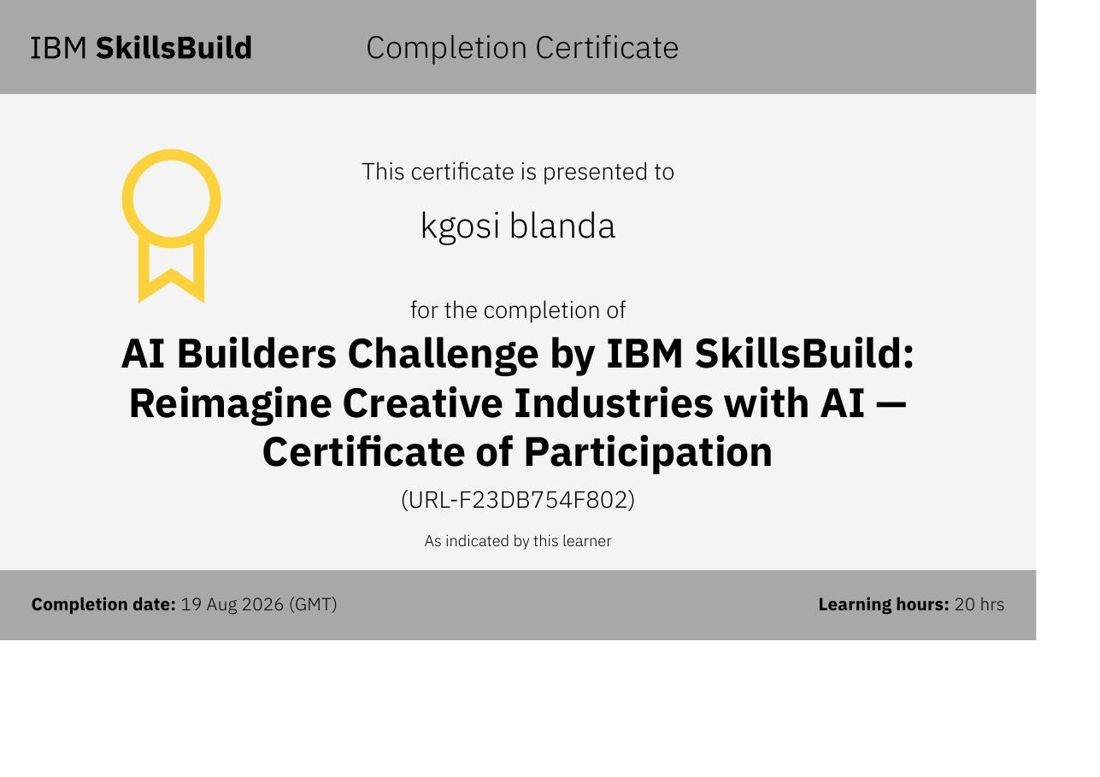 IBM SkillsBuild
Completion Certificate
This certificate is presented to
kgosi blanda
for the completion of
AI Builders Challenge by IBM SkillsBuild:
Reimagine Creative Industries with AI —
Certificate of Participation
(URL-F23DB754F802)
As indicated by this learner
Completion date: 19 Aug 2026 (GMT)
Learning hours: 20 hrs